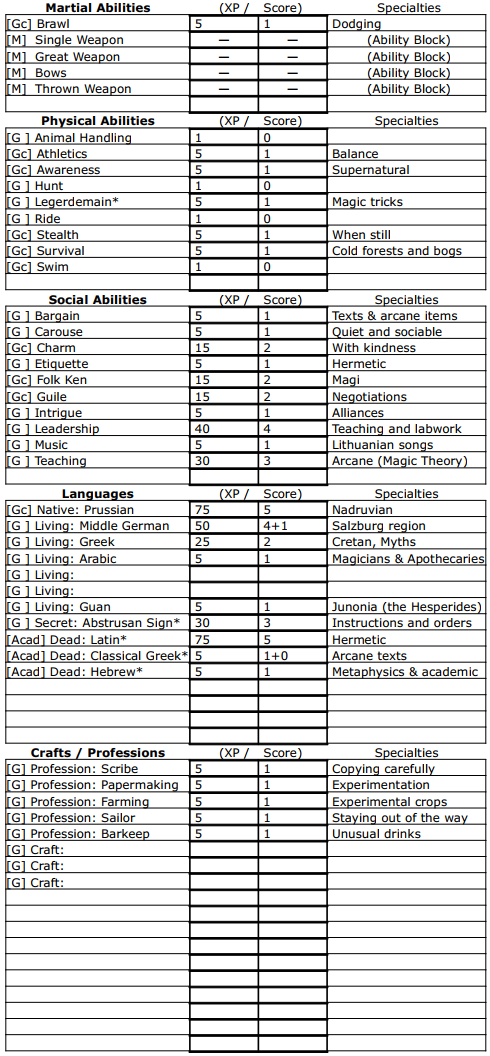 Martial Abilities (XP / Score) Specialties
[Gc] Brawl 5 1 Dodging
[M] Single Weapon — — (Ability Block)
[M] Great Weapon — — (Ability Block)
[M] Bows — — (Ability Block)
[M] Thrown Weapon — — (Ability Block)
Physical Abilities (XP / Score) Specialties
[G ] Animal Handling 1 0
[Gc] Athletics 5 1 Balance
[Gc] Awareness 5 1 Supernatural
[G ] Hunt 1 0
[G ] Legerdemain* 5 1 Magic tricks
[G ] Ride 1 0
[Gc] Stealth 5 1 When still
[Gc] Survival 5 1 Cold forests and bogs
[Gc] Swim 1 0
Social Abilities (XP / Score) Specialties
[G ] Bargain 5 1 Texts & arcane items
[G ] Carouse 5 1 Quiet and sociable
[Gc] Charm 15 2 With kindness
[G ] Etiquette 5 1 Hermetic
[Gc] Folk Ken 15 2 Magi
[Gc] Guile 15 2 Negotiations
[G ] Intrigue 5 1 Alliances
[G ] Leadership 40 4 Teaching and labwork
[G ] Music 5 1 Lithuanian songs
[G ] Teaching 30 3 Arcane (Magic Theory)
Languages (XP / Score) Specialties
[Gc] Native: Prussian 75 5 Nadruvian
[G ] Living: Middle German 50 4+1 Salzburg region
[G ] Living: Greek 25 2 Cretan, Myths
[G ] Living: Arabic 5 1 Magicians & Apothecaries
[G ] Living:
[G ] Living:
[G ] Living: Guan 5 1 Junonia (the Hesperides)
[G ] Secret: Abstrusan Sign* 30 3 Instructions and orders
[Acad] Dead: Latin* 75 5 Hermetic
[Acad] Dead: Classical Greek* 5 1+0 Arcane texts
[Acad] Dead: Hebrew* 5 1 Metaphysics & academic
Crafts / Professions (XP / Score) Specialties
[G] Profession: Scribe 5 1 Copying carefully
[G] Profession: Papermaking 5 1 Experimentation
[G] Profession: Farming 5 1 Experimental crops
[G] Profession: Sailor 5 1 Staying out of the way
[G] Profession: Barkeep 5 1 Unusual drinks
[G] Craft:
[G] Craft:
[G] Craft: